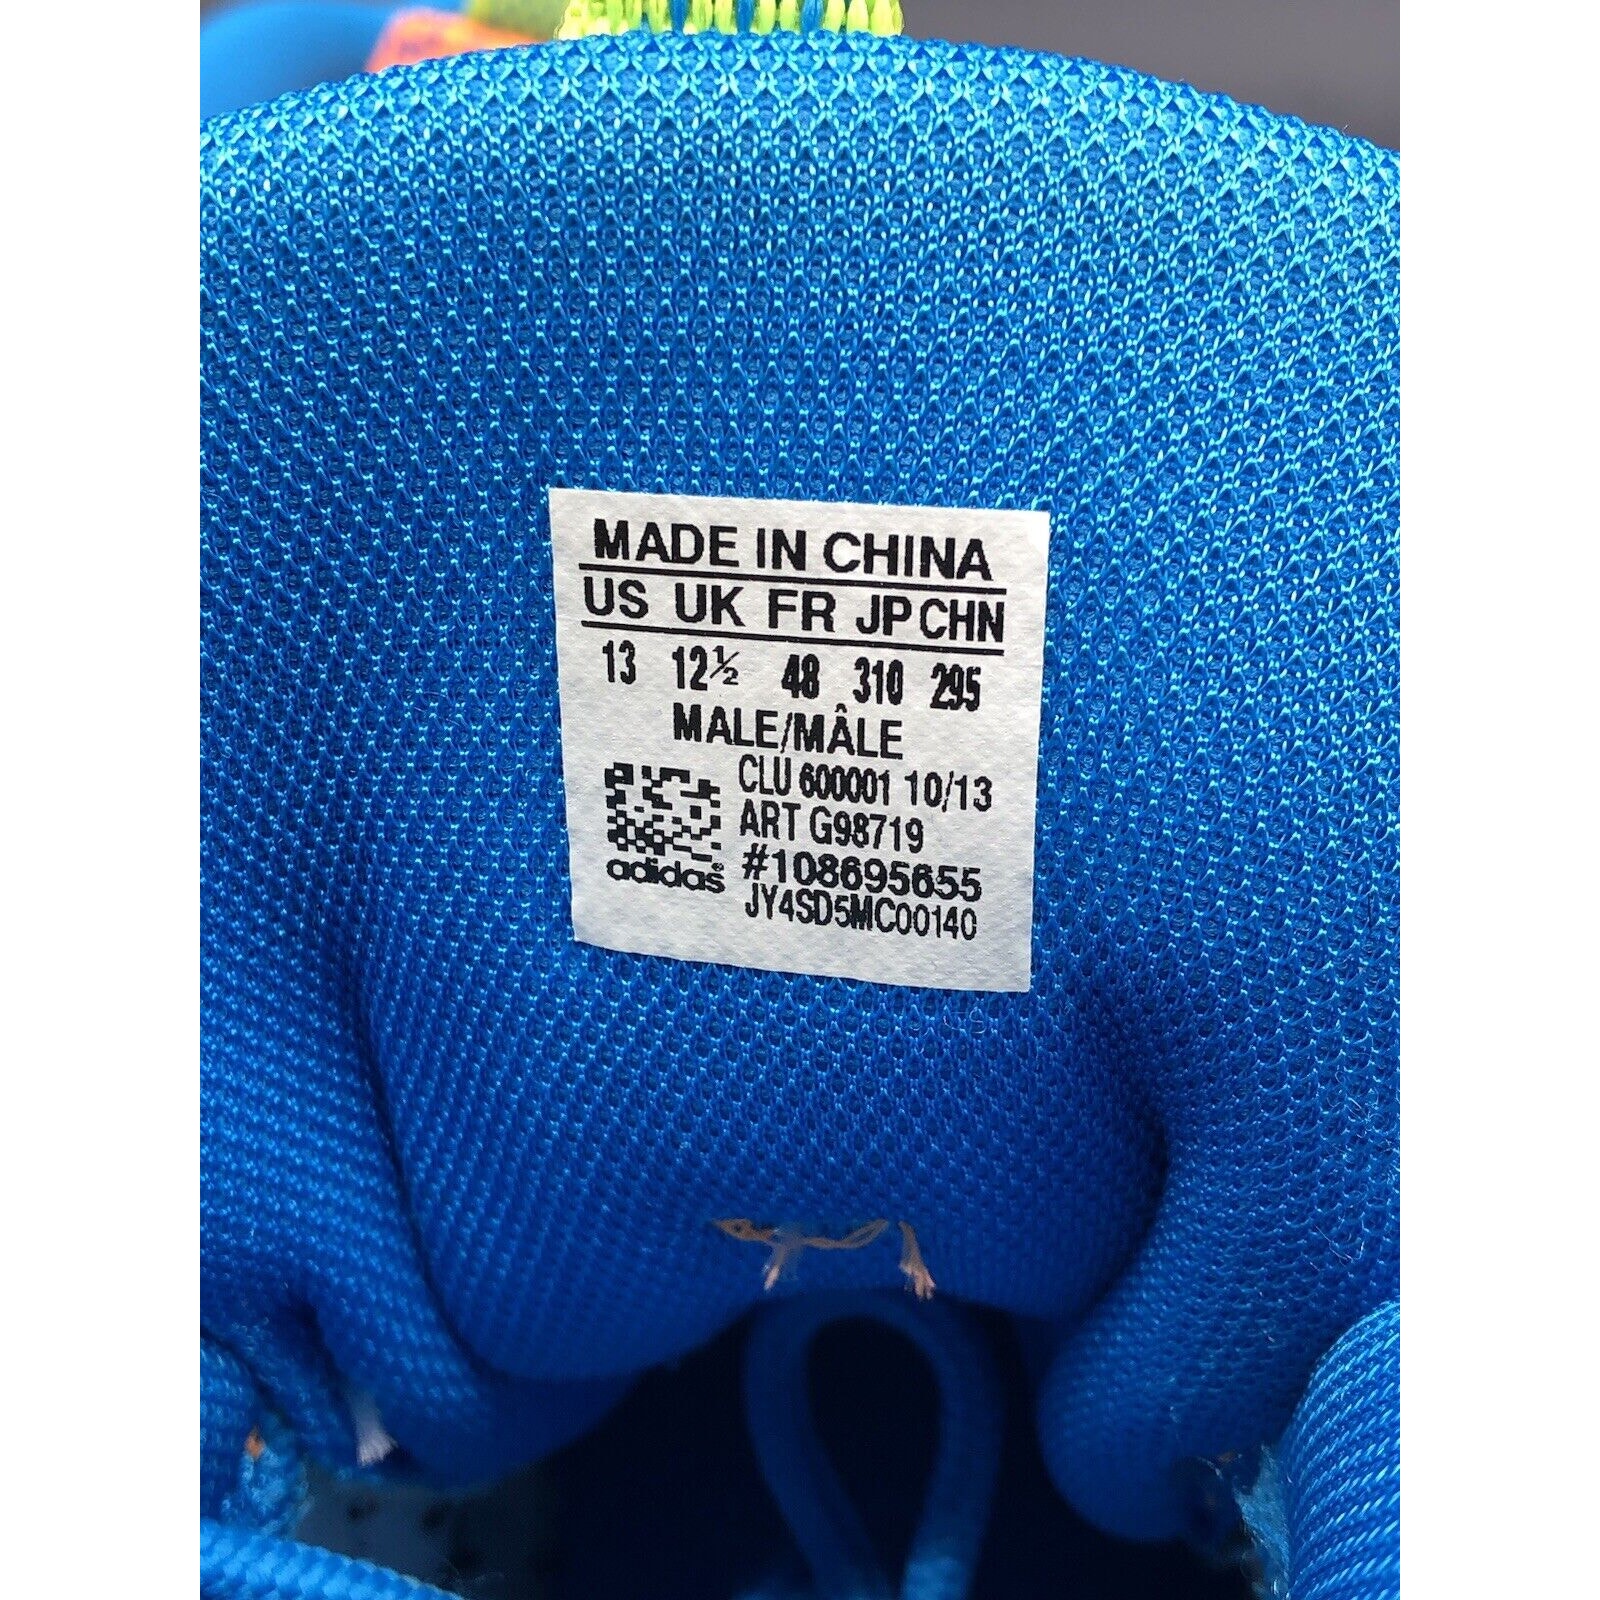 MADE IN CHINA
US UK FR JP CHN
13 12½ 48 310 295
MALE/MÂLE
CLU 600001 10/13
ART G98719
#108695655
adidas®
JY4SD5MC00140